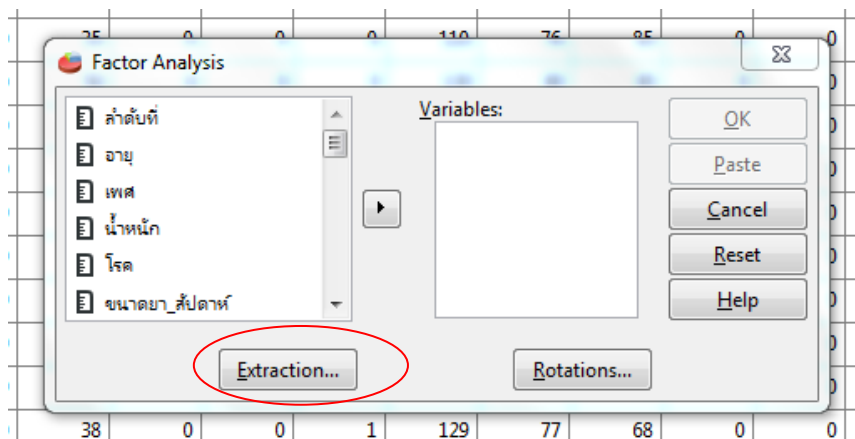 35 0 0 0 110 76 85 0 0
Factor Analysis
ลำดับที่
อายุ
เพศ
น้ำหนัก
โรค
ขนาดยา_สัปดาห์
Variables:
OK
Paste
Cancel
Reset
Help
Extraction...
Rotations...
38 0 0 1 129 77 68 0 0